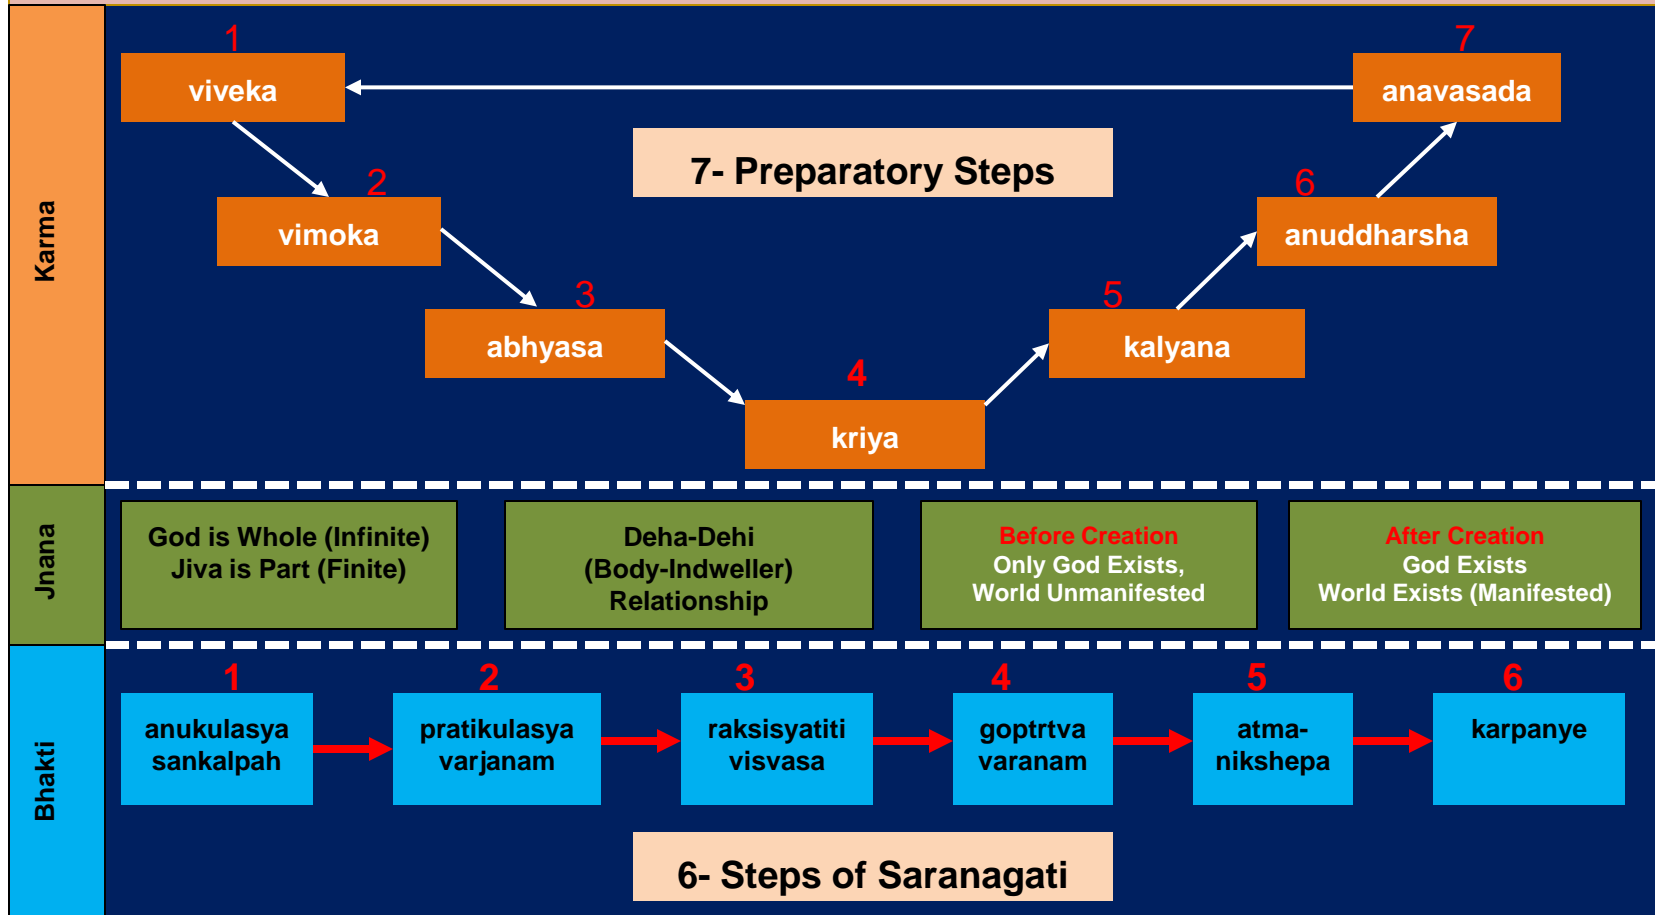 Karma
1
viveka
7
anavasada
7- Preparatory Steps
2
vimoka
6
anuddharsha
3
abhyasa
5
kalyana
4
kriya
Jnana
God is Whole (Infinite)
Jiva is Part (Finite)
Deha-Dehi
(Body-Indweller)
Relationship
Before Creation
Only God Exists,
World Unmanifested
After Creation
God Exists
World Exists (Manifested)
Bhakti
1
anukulasya
sankalpah
2
pratikulasya
varjanam
3
raksisyatiti
visvasa
4
goptrtva
varanam
5
atma-
nikshepa
6
karpanye
6- Steps of Saranagati